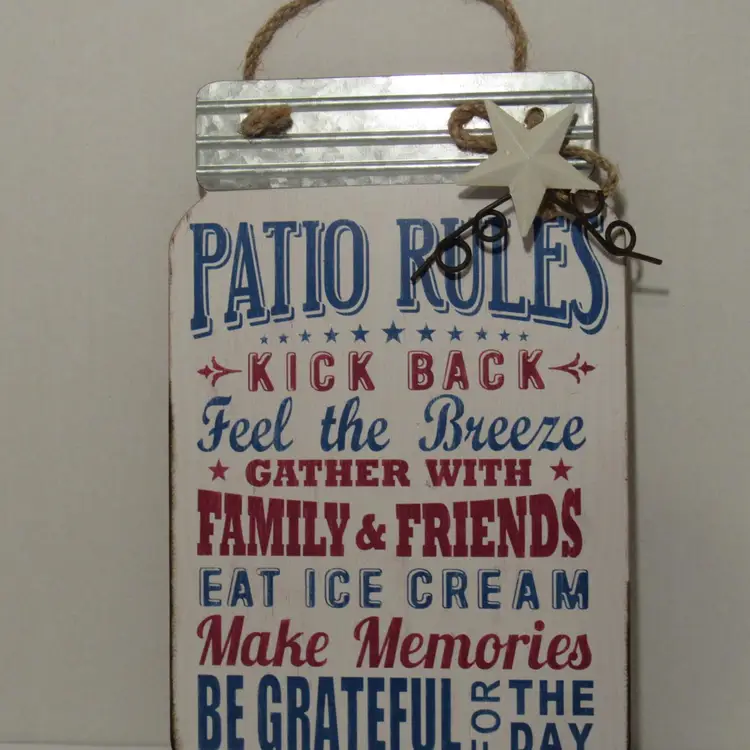 PATIO RULES
KICK BACK
Feel the Breeze
GATHER WITH
FAMILY & FRIENDS
EAT ICE CREAM
Make Memories
BE GRATEFUL FOR THE DAY